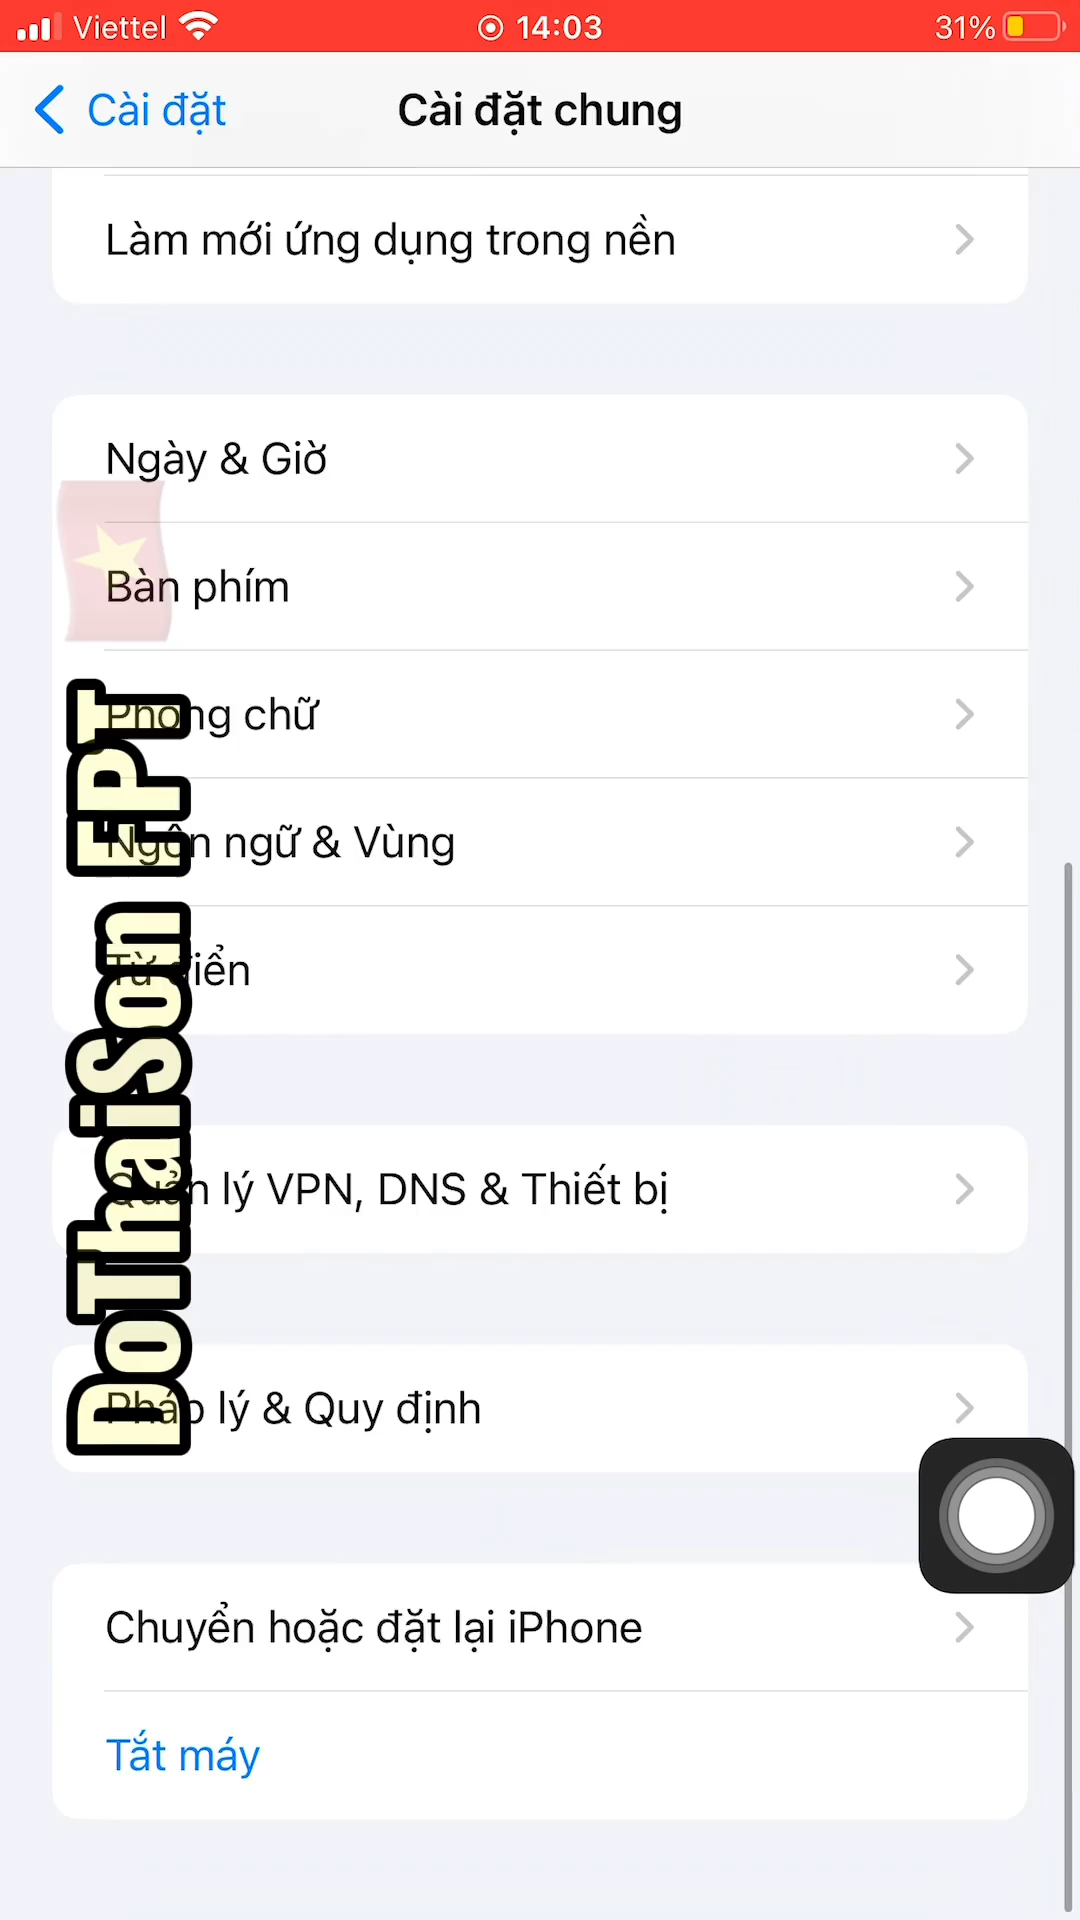 Viettel 14:03 31%
Cài đặt Cài đặt chung
Làm mới ứng dụng trong nền
Ngày & Giờ
Bàn phím
Phông chữ
Ngôn ngữ & Vùng
Từ điển
Quản lý VPN, DNS & Thiết bị
Pháp lý & Quy định
Chuyển hoặc đặt lại iPhone
Tắt máy
DoThaiSon FPT